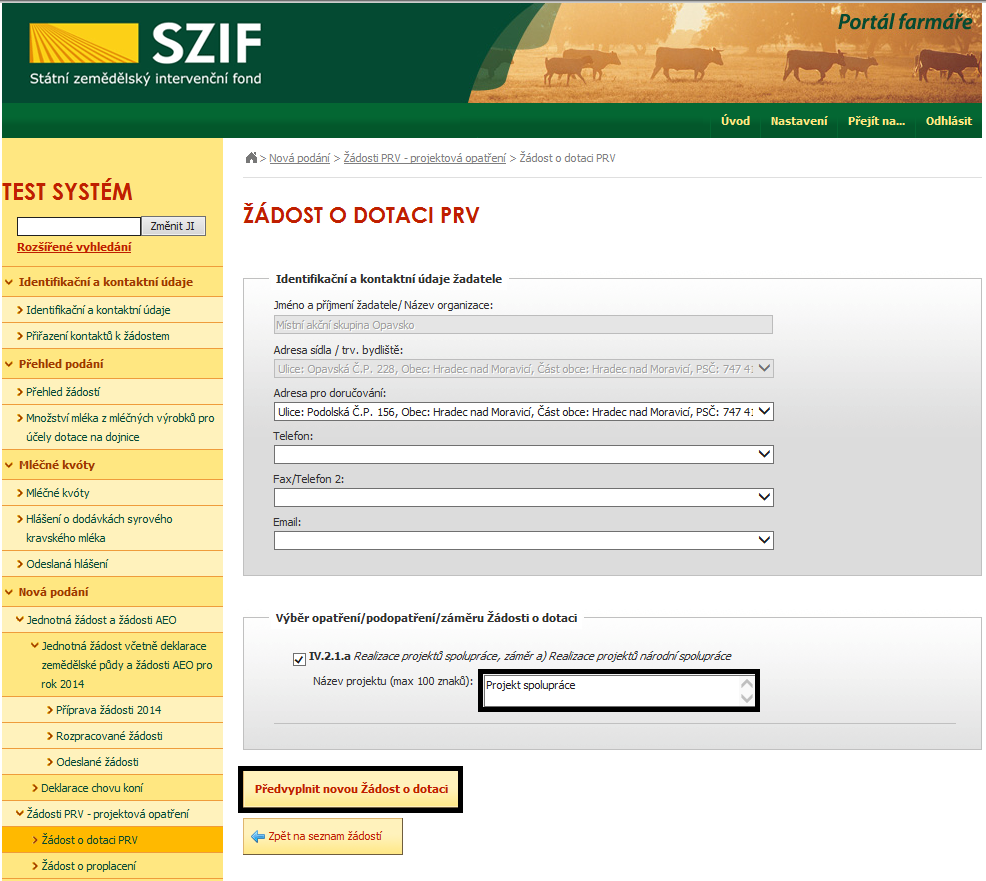 SZIF
Státní zemědělský intervenční fond
Portál farmáře
Úvod Nastavení Přejít na... Odhlásit
TEST SYSTÉM
Změnit JI
Rozšířené vyhledání
Identifikační a kontaktní údaje
Identifikační a kontaktní údaje
Přiřazení kontaktů k žádostem
Přehled podání
Přehled žádostí
Množství mléka z mléčných výrobků pro
účely dotace na dojnice
Mléčné kvóty
Mléčné kvóty
Hlášení o dodávkách syrového
kravského mléka
Odeslaná hlášení
Nová podání
Jednotná žádost a žádosti AEO
Jednotná žádost včetně deklarace
zemědělské půdy a žádosti AEO pro
rok 2014
Příprava žádosti 2014
Rozpracované žádosti
Odeslané žádosti
Deklarace chovu koní
Žádosti PRV - projektová opatření
Žádost o dotaci PRV
Žádost o proplacení
> Nová podání > Žádosti PRV - projektová opatření > Žádost o dotaci PRV
ŽÁDOST O DOTACI PRV
Identifikační a kontaktní údaje žadatele
Jméno a příjmení žadatele/ Název organizace:
Místní akční skupina Opavsko
Adresa sídla / trv. bydliště:
Ulice: Opavská Č.P. 228, Obec: Hradec nad Moravicí, Část obce: Hradec nad Moravicí, PSČ: 747 41
Adresa pro doručování:
Ulice: Podolská Č.P. 156, Obec: Hradec nad Moravicí, Část obce: Hradec nad Moravicí, PSČ: 747 41
Telefon:
Fax/Telefon 2:
Email:
Výběr opatření/podopatření/záměru Žádosti o dotaci
IV.2.1.a Realizace projektů spolupráce, záměr a) Realizace projektů národní spolupráce
Název projektu (max 100 znaků): Projekt spolupráce
Předvyplnit novou Žádost o dotaci
Zpět na seznam žádostí